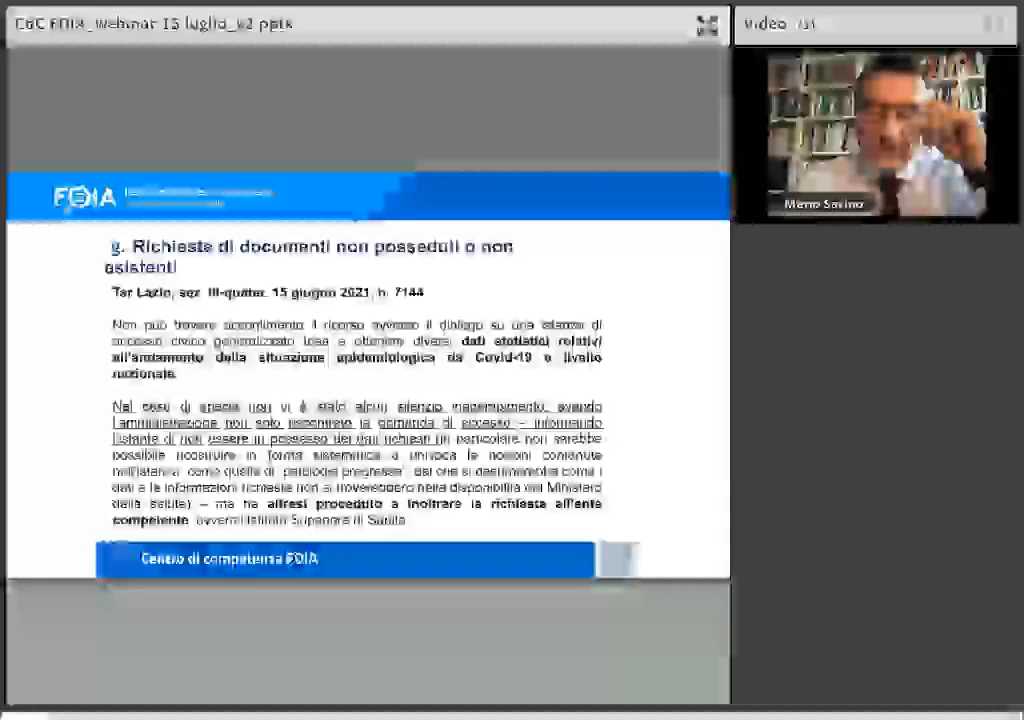 CdC FOIA_Webinar 15 luglio_v2 pptx
Video
Mario Savino
FOIA
g. Richieste di documenti non posseduti o non
esistenti
Tar Lazio, sez. III-quater, 15 giugno 2021, n. 7144
Non può trovare accoglimento il ricorso avverso il diniego su una istanza di
accesso civico generalizzato tesa a ottenere diversi dati statistici relativi
all'andamento della situazione epidemiologica da Covid-19 a livello
nazionale.
Nel caso di specie non vi è stato alcun silenzio inadempimento, avendo
l'amministrazione non solo riscontrato la domanda di accesso – informando
l'istante di non essere in possesso dei dati richiesti (in particolare non sarebbe
possibile ricostruire in forma sistematica e univoca le nozioni contenute
nell'istanza, come quella di "patologie pregresse", dal che si desumerebbe come i
dati e le informazioni richieste non si troverebbero nella disponibilità del Ministero
della Salute) – ma ha altresì proceduto a inoltrare la richiesta all'ente
competente, ovvero l'Istituto Superiore di Sanità.
Centro di competenza FOIA